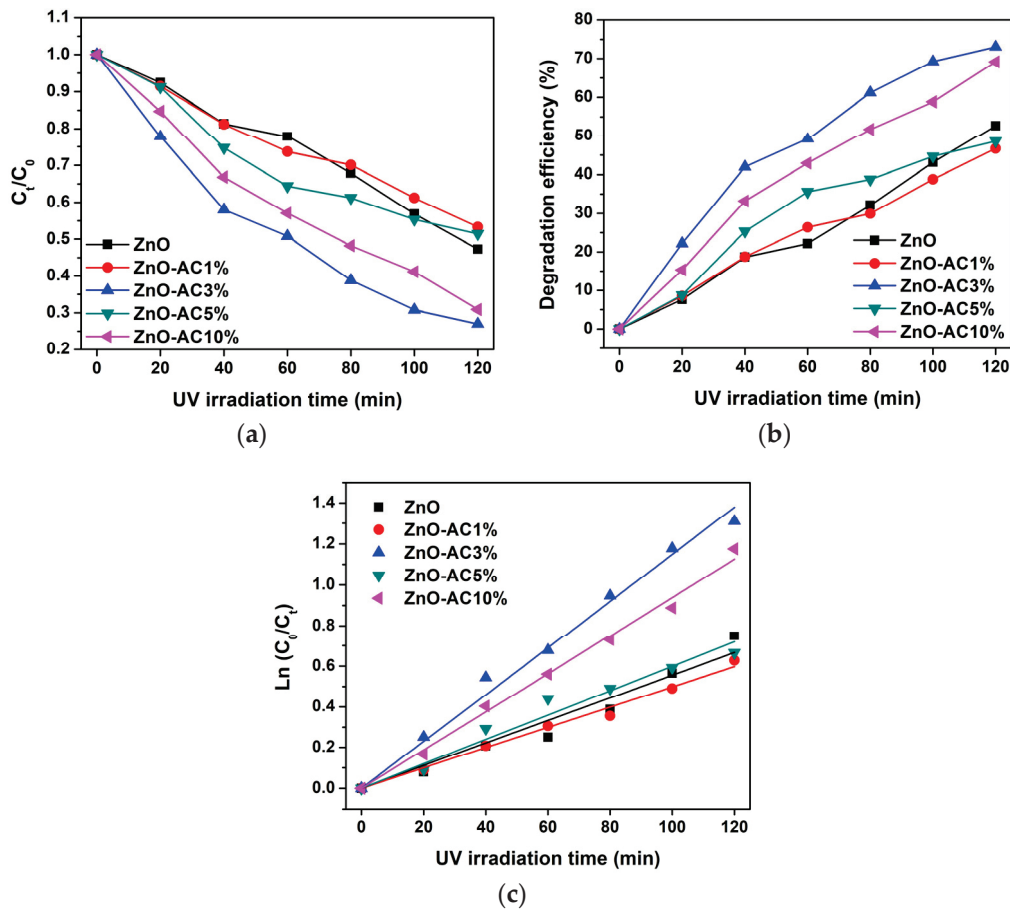 1.1
1.0
0.9
0.8
0.7
0.6
0.5
0.4
0.3
0.2
Ct/C0
ZnO
ZnO-AC1%
ZnO-AC3%
ZnO-AC5%
ZnO-AC10%
0 20 40 60 80 100 120
UV irradiation time (min)
(a)
80
70
60
50
40
30
20
10
0
Degradation efficiency (%)
ZnO
ZnO-AC1%
ZnO-AC3%
ZnO-AC5%
ZnO-AC10%
0 20 40 60 80 100 120
UV irradiation time (min)
(b)
1.4
1.2
1.0
0.8
0.6
0.4
0.2
0.0
Ln (C0/Ct)
ZnO
ZnO-AC1%
ZnO-AC3%
ZnO-AC5%
ZnO-AC10%
0 20 40 60 80 100 120
UV irradiation time (min)
(c)